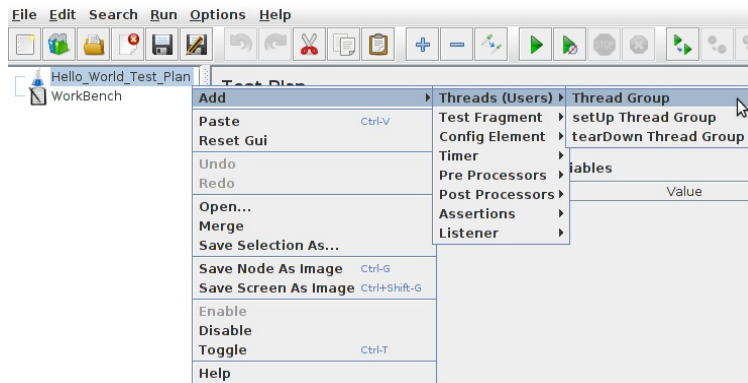 File Edit Search Run Options Help
STOP
Hello_World_Test_Plan
WorkBench
Test Plan
Add
Paste Ctrl-V
Reset Gui
Undo
Redo
Open...
Merge
Save Selection As...
Save Node As Image Ctrl-G
Save Screen As Image Ctrl+Shift-G
Enable
Disable
Toggle Ctrl-T
Help
Threads (Users)
Test Fragment
Config Element
Timer
Pre Processors
Post Processors
Assertions
Listener
Thread Group
setUp Thread Group
tearDown Thread Group
iables
Value